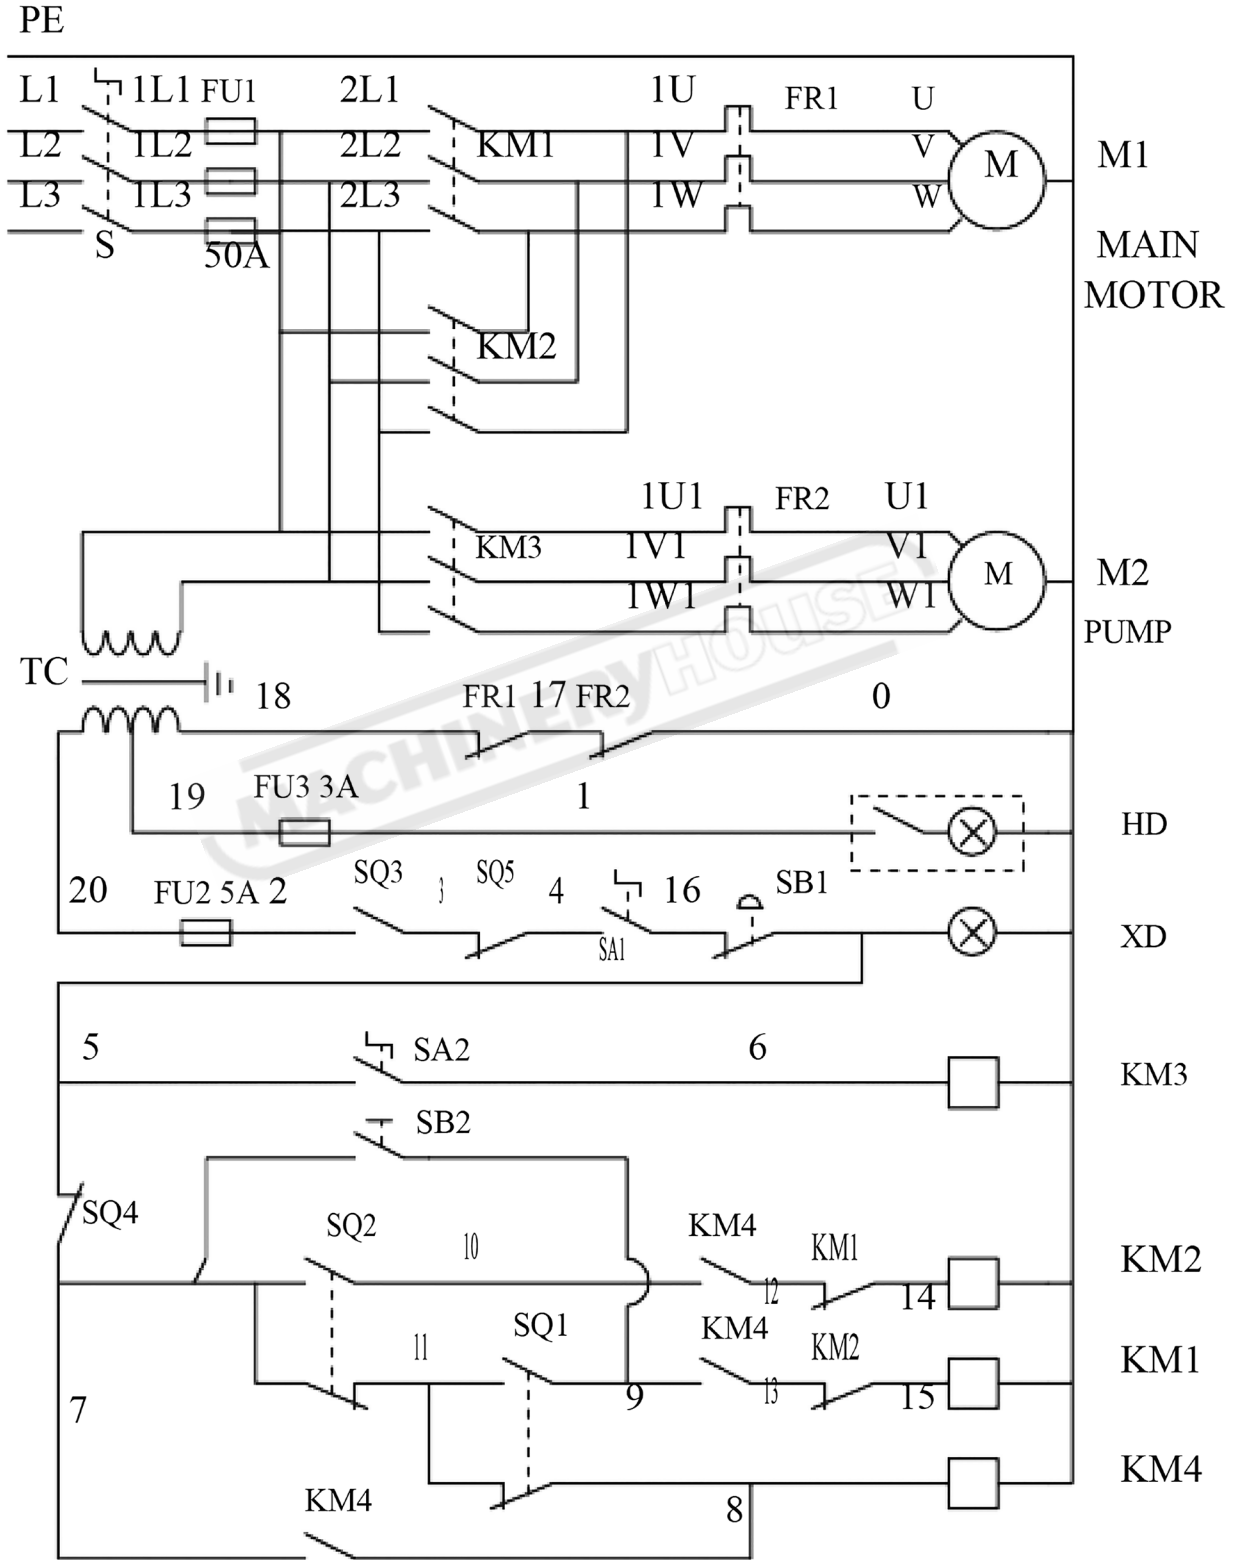 PE
L1 1L1 FU1 2L1 1U FR1 U
L2 1L2 2L2 KM1 1V V M M1
L3 1L3 2L3 1W W
S 50A MAIN
MOTOR
KM2
1U1 FR2 U1
KM3 1V1 V1 M M2
1W1 W1 PUMP
MACHINERYHOUSE
TC
18 FR1 17 FR2 0
19 FU3 3A 1 HD
20 FU2 5A 2 SQ3 3 SQ5 4 SA1 16 SB1 XD
5 SA2 6 KM3
SB2
SQ4 SQ2 10 KM4 12 KM1 14 KM2
11 SQ1 9 KM4 13 KM2 15 KM1
7
KM4 8 KM4